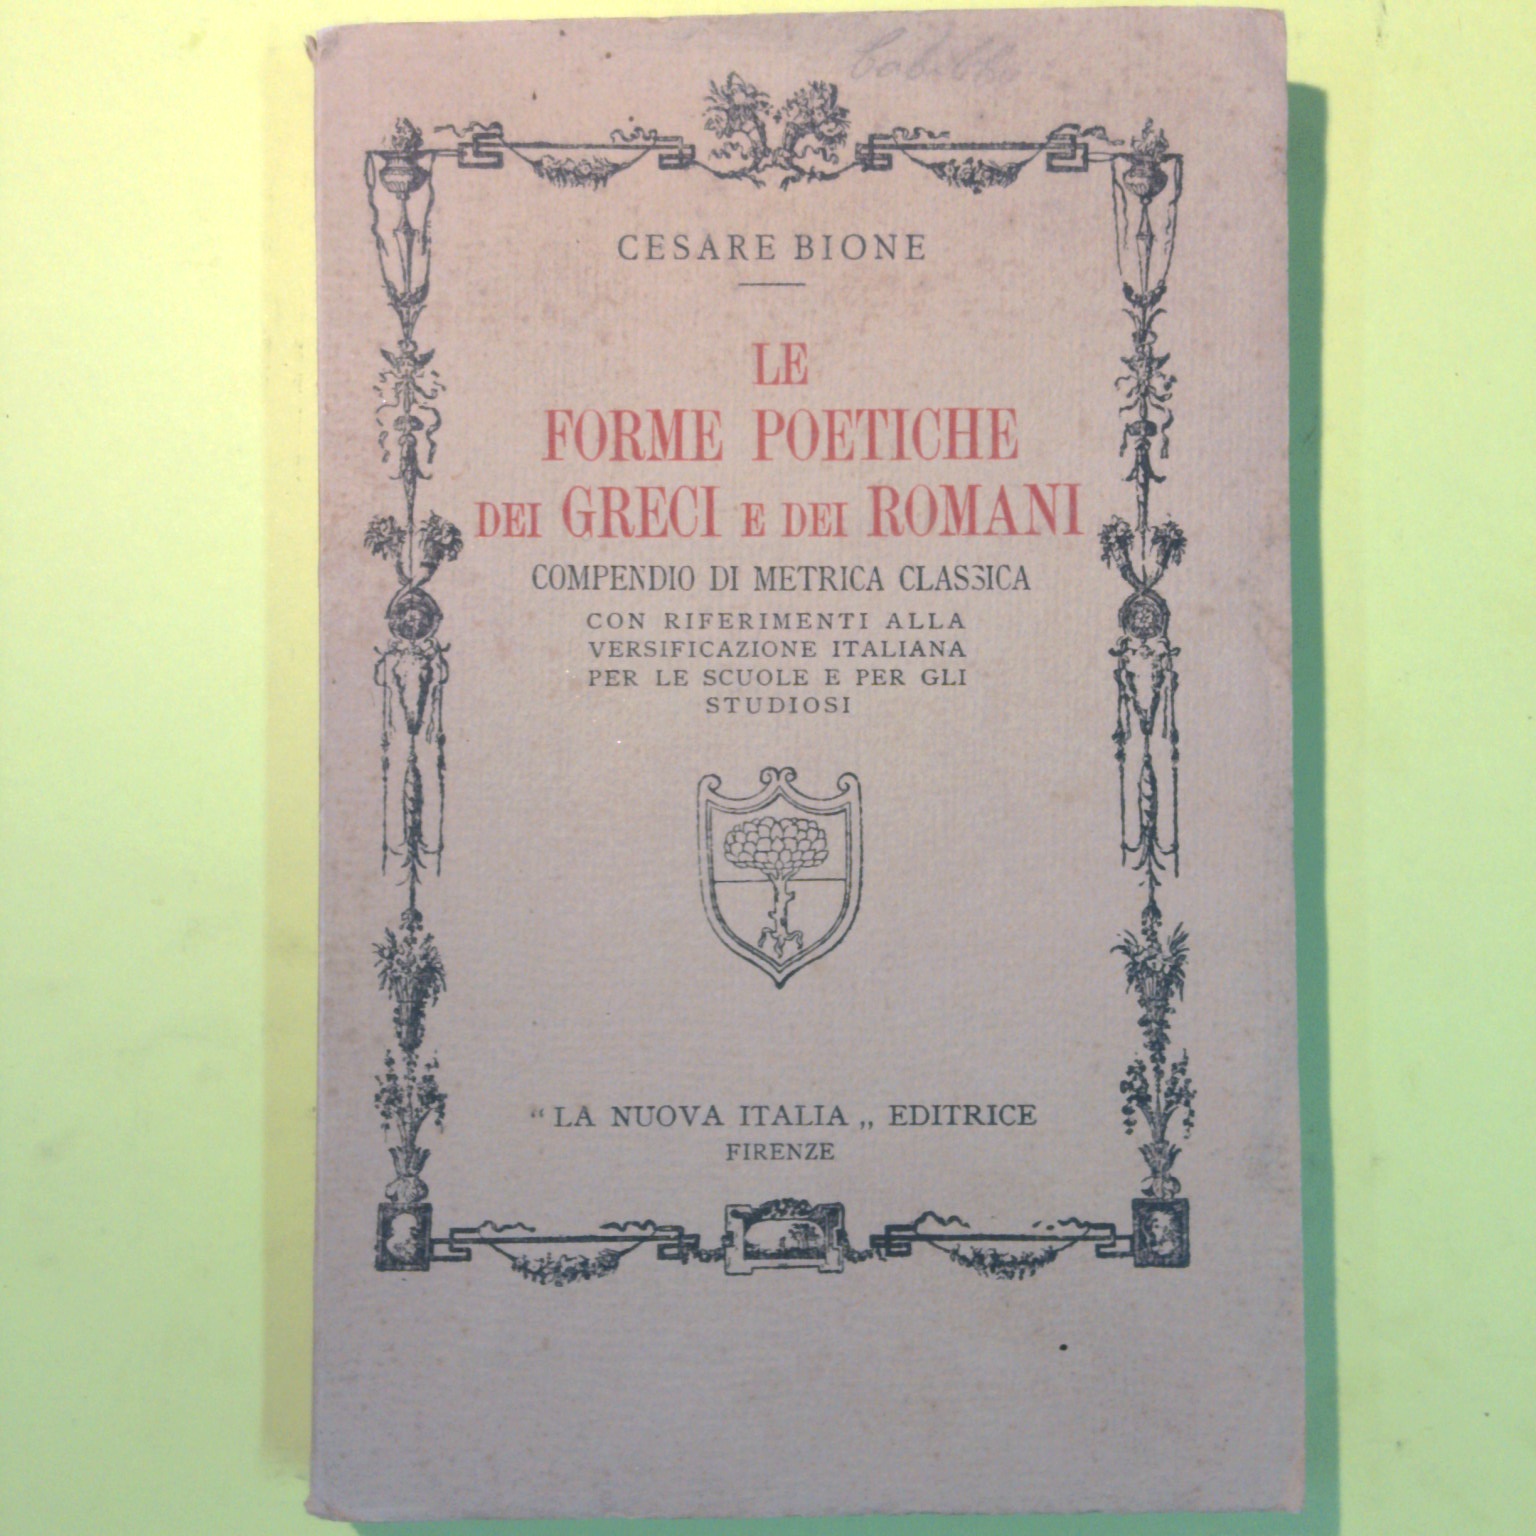 CESARE BIONE
LE
FORME POETICHE
DEI GRECI E DEI ROMANI
COMPENDIO DI METRICA CLASSICA
CON RIFERIMENTI ALLA
VERSIFICAZIONE ITALIANA
PER LE SCUOLE E PER GLI
STUDIOSI
“ LA NUOVA ITALIA „ EDITRICE
FIRENZE